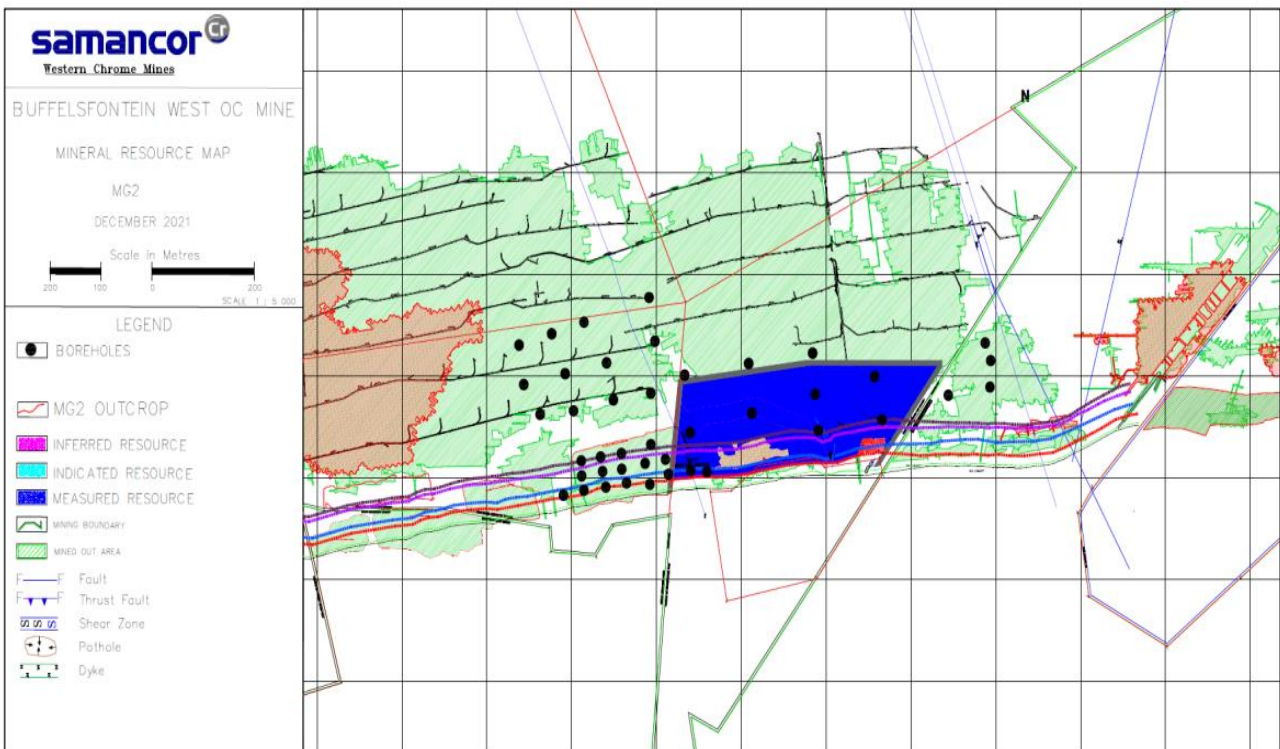 samancor Cr
Western Chrome Mines
BUFFELSFONTEIN WEST OC MINE
MINERAL RESOURCE MAP
MG2
DECEMBER 2021
Scale In Metres
200 100 0 200
SCALE 1 : 5 000
LEGEND
BOREHOLES
MG2 OUTCROP
INFERRED RESOURCE
INDICATED RESOURCE
MEASURED RESOURCE
MINING BOUNDARY
MINED OUT AREA
F F Fault
F F Thrust Fault
S S S Shear Zone
Pothole
Dyke
N